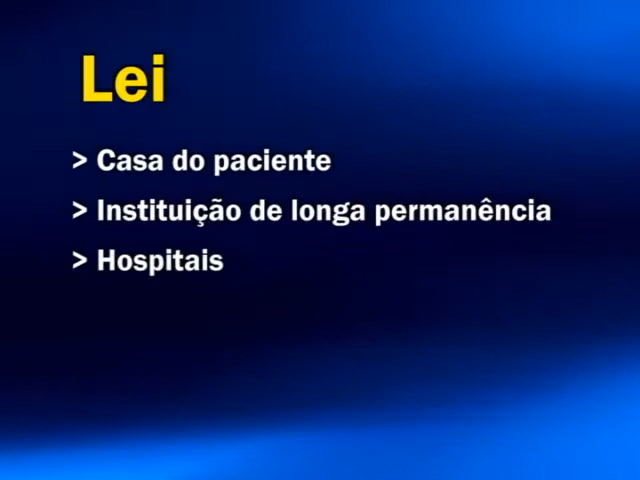 Lei
> Casa do paciente
> Instituição de longa permanência
> Hospitais